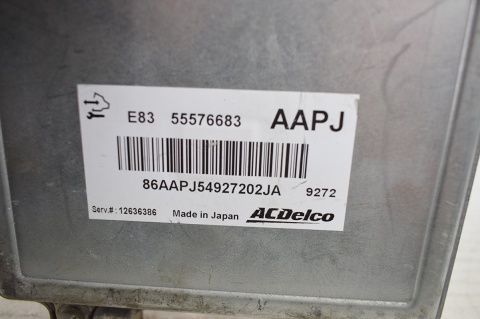 E83 55576683 AAPJ
86AAPJ54927202JA 9272
Serv.#: 12636386 Made in Japan ACDelco